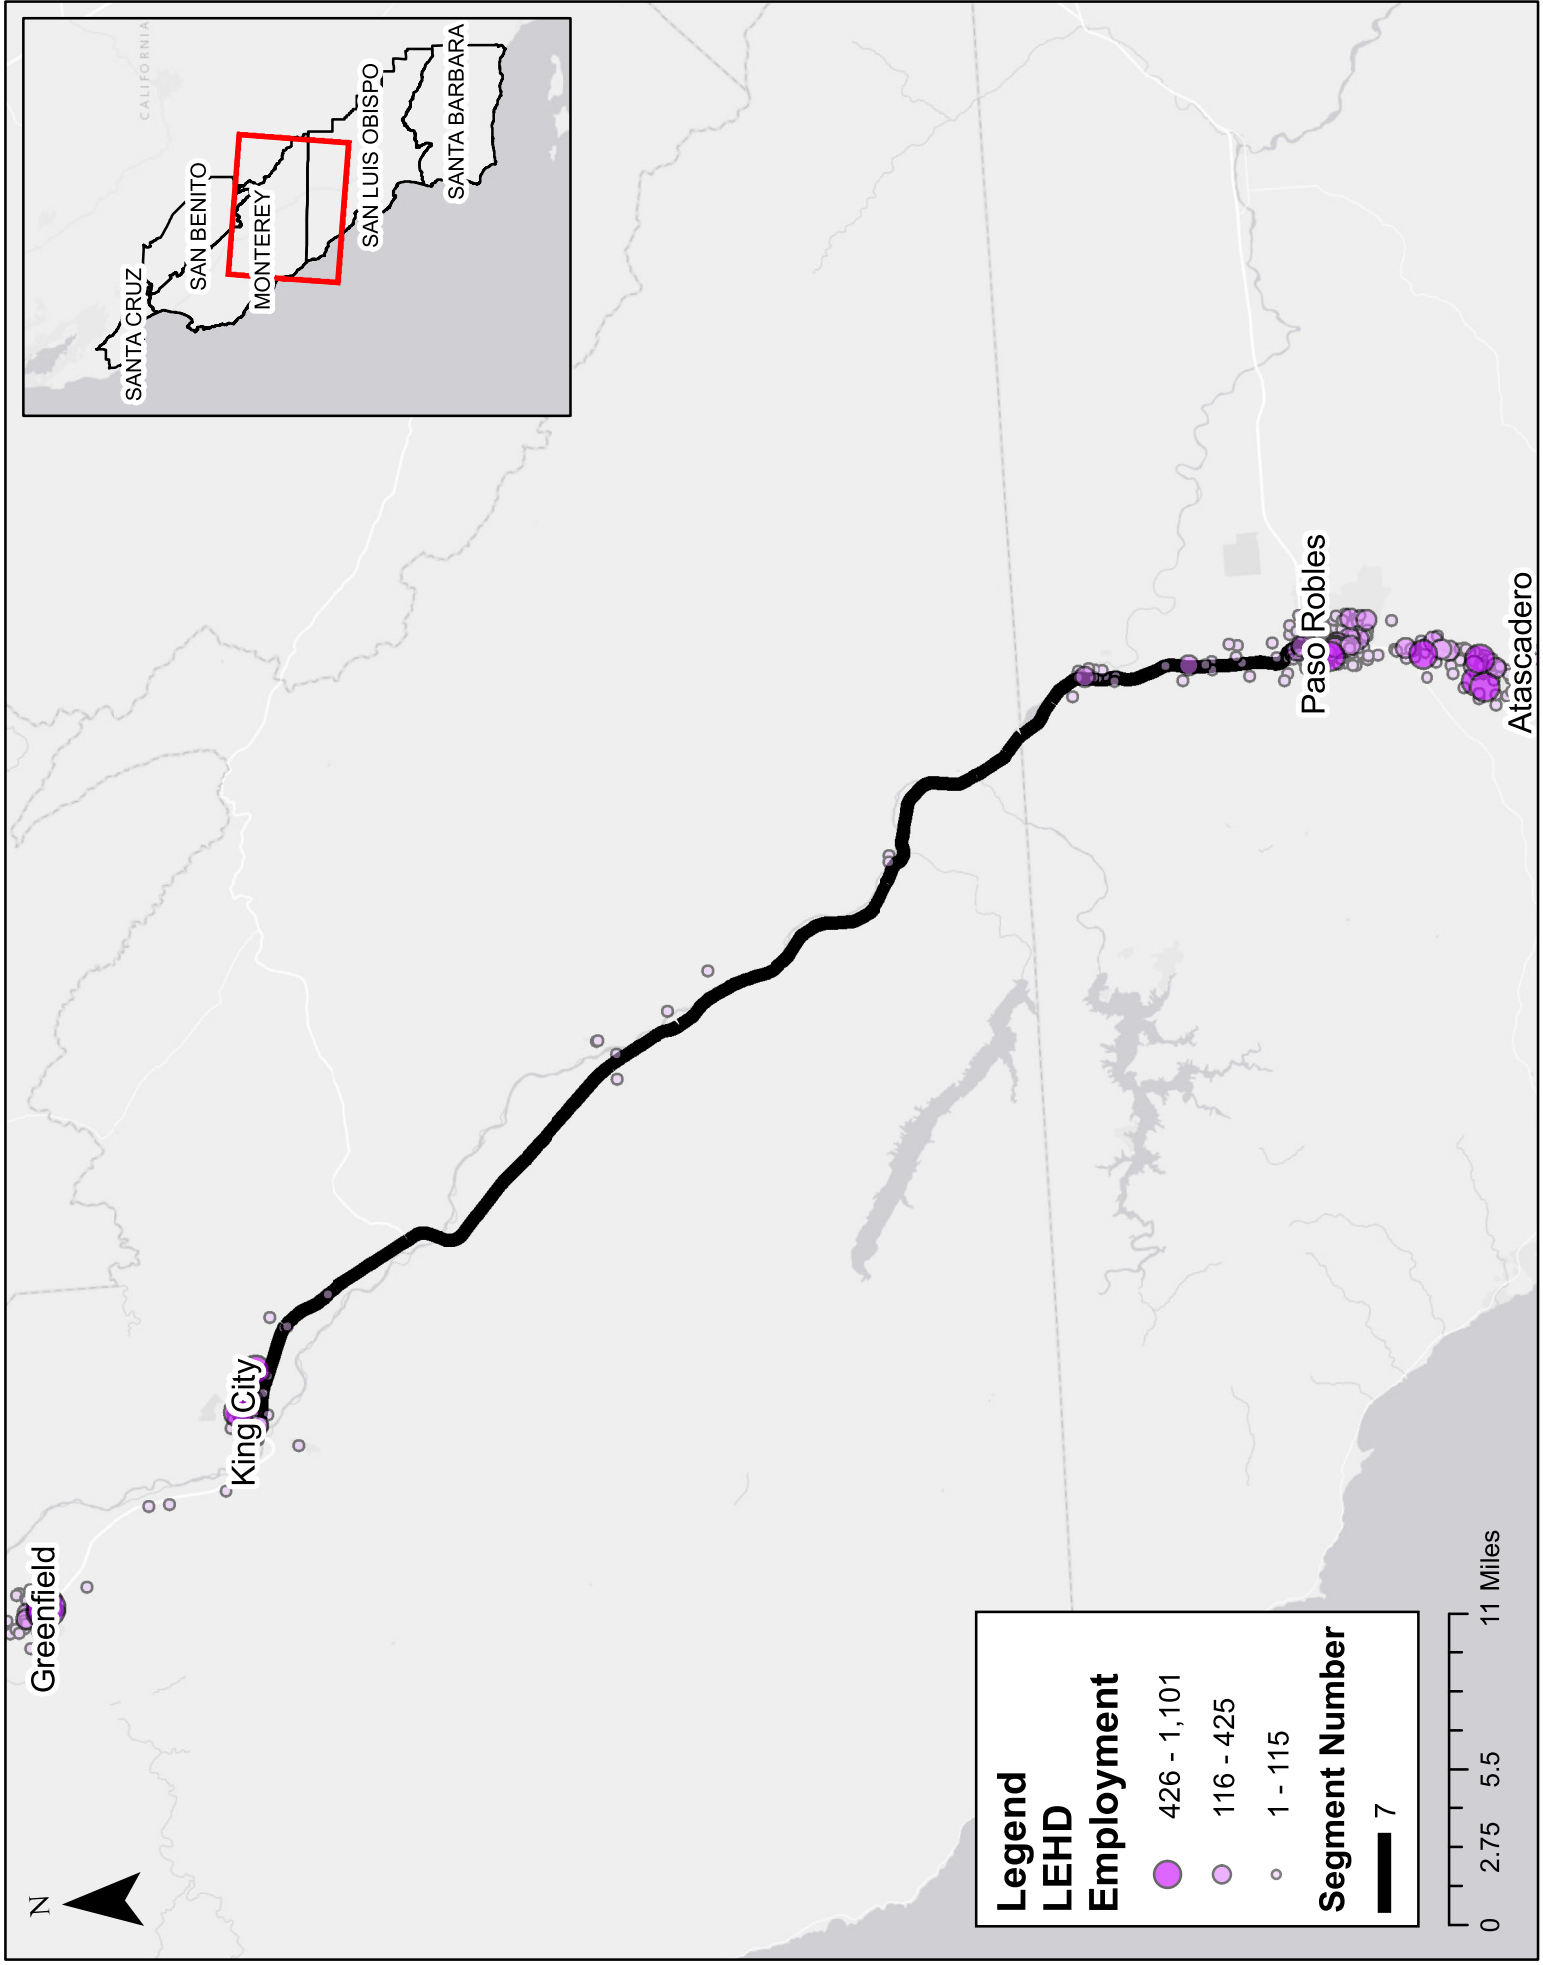 N
Greenfield
King City
Paso Robles
Atascadero
CALIFORNIA
SANTA CRUZ
SAN BENITO
MONTEREY
SAN LUIS OBISPO
SANTA BARBARA
Legend
LEHD
Employment
426 - 1,101
116 - 425
1 - 115
Segment Number
7
0 2.75 5.5 11 Miles